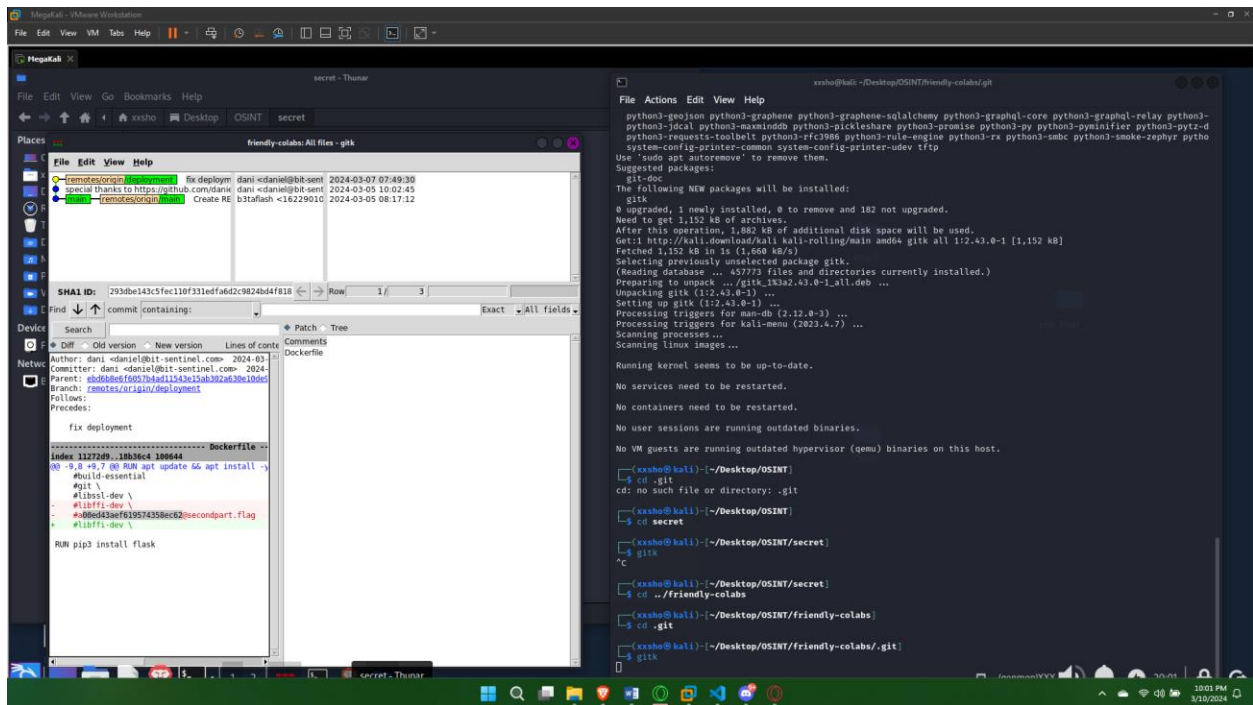 MegaKali - VMware Workstation
File Edit View VM Tabs Help
MegaKali
secret - Thunar
File Edit View Go Bookmarks Help
xxsho Desktop OSINT secret
Places
Device
Netwo
friendly-colabs: All files - gitk
File Edit View Help
remotes/origin/deployment fix deploym dani <daniel@bit-sent 2024-03-07 07:49:30
special thanks to https://github.com/danie dani <daniel@bit-sent 2024-03-05 10:02:45
main remotes/origin/main Create RE b3taflash <16229010 2024-03-05 08:17:12
SHA1 ID: 293dbe143c5fec110f331edfa6d2c9824bd4f818 Row 1/ 3
Find commit containing: Exact All fields
Search Patch Tree
Diff Old version New version Lines of conte
Comments
Dockerfile
Author: dani <daniel@bit-sentinel.com> 2024-03-
Committer: dani <daniel@bit-sentinel.com> 2024-
Parent: ebd6b8e6f6057b4ad11543e15ab302a630e10de9
Branch: remotes/origin/deployment
Follows:
Precedes:
fix deployment
------------------------------- Dockerfile --
index 11272d9..18b36c4 100644
@@ -9,8 +9,7 @@ RUN apt update && apt install -y
#build-essential
#git \
#libssl-dev \
- #libffi-dev \
- #a00ed43aef619574358ec62@secondpart.flag
+ #libffi-dev \
RUN pip3 install flask
xxsho@kali: ~/Desktop/OSINT/friendly-colabs/.git
File Actions Edit View Help
python3-geojson python3-graphene python3-graphene-sqlalchemy python3-graphql-core python3-graphql-relay python3-
python3-jdcal python3-maxminddb python3-pickleshare python3-promise python3-py python3-pyminifier python3-pytz-d
python3-requests-toolbelt python3-rfc3986 python3-rule-engine python3-rx python3-smbc python3-smoke-zephyr pytho
system-config-printer-common system-config-printer-udev tftp
Use 'sudo apt autoremove' to remove them.
Suggested packages:
git-doc
The following NEW packages will be installed:
gitk
0 upgraded, 1 newly installed, 0 to remove and 182 not upgraded.
Need to get 1,152 kB of archives.
After this operation, 1,882 kB of additional disk space will be used.
Get:1 http://kali.download/kali kali-rolling/main amd64 gitk all 1:2.43.0-1 [1,152 kB]
Fetched 1,152 kB in 1s (1,660 kB/s)
Selecting previously unselected package gitk.
(Reading database ... 457773 files and directories currently installed.)
Preparing to unpack .../gitk_1%3a2.43.0-1_all.deb ...
Unpacking gitk (1:2.43.0-1) ...
Setting up gitk (1:2.43.0-1) ...
Processing triggers for man-db (2.12.0-3) ...
Processing triggers for kali-menu (2023.4.7) ...
Scanning processes...
Scanning linux images...
Running kernel seems to be up-to-date.
No services need to be restarted.
No containers need to be restarted.
No user sessions are running outdated binaries.
No VM guests are running outdated hypervisor (qemu) binaries on this host.
(xxsho㉿kali)-[~/Desktop/OSINT]
$ cd .git
cd: no such file or directory: .git
(xxsho㉿kali)-[~/Desktop/OSINT]
$ cd secret
(xxsho㉿kali)-[~/Desktop/OSINT/secret]
$ gitk
^C
(xxsho㉿kali)-[~/Desktop/OSINT/secret]
$ cd ../friendly-colabs
(xxsho㉿kali)-[~/Desktop/OSINT/friendly-colabs]
$ cd .git
(xxsho㉿kali)-[~/Desktop/OSINT/friendly-colabs/.git]
$ gitk
1 2
secret - Thunar
20:01
10:01 PM
3/10/2024